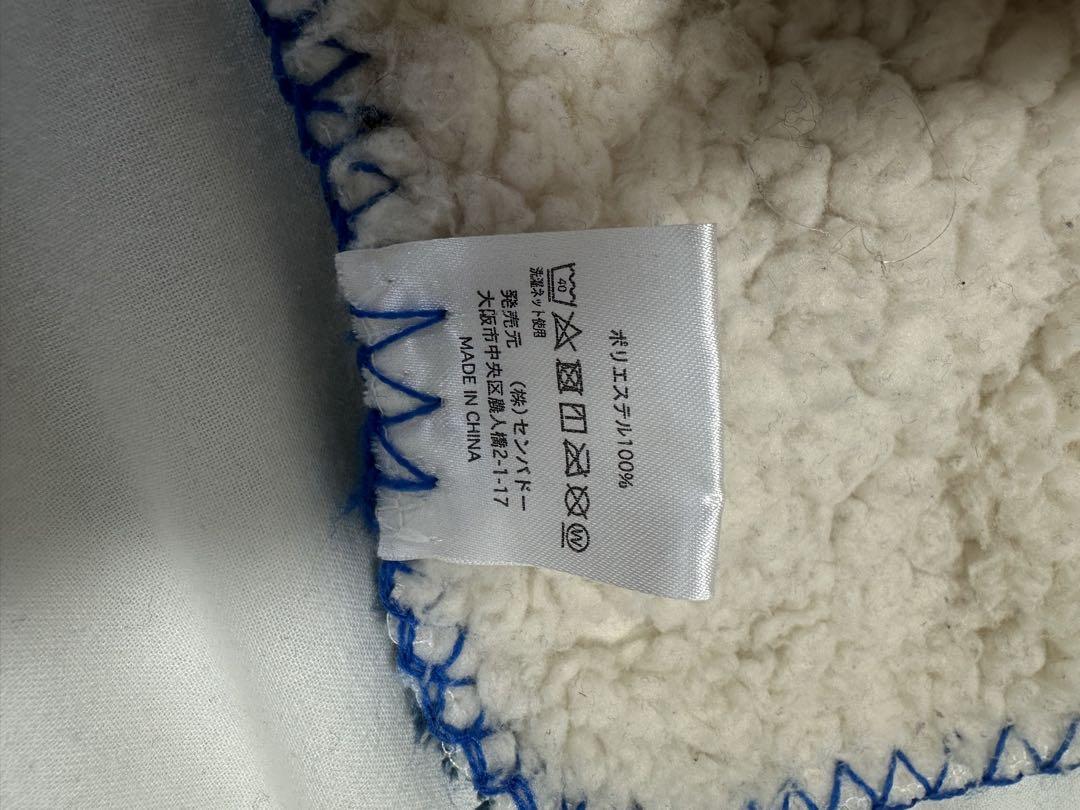 ポリエステル100%
40
W
洗濯ネット使用
発売元 (株)センバドー
大阪市中央区農人橋2-1-17
MADE IN CHINA